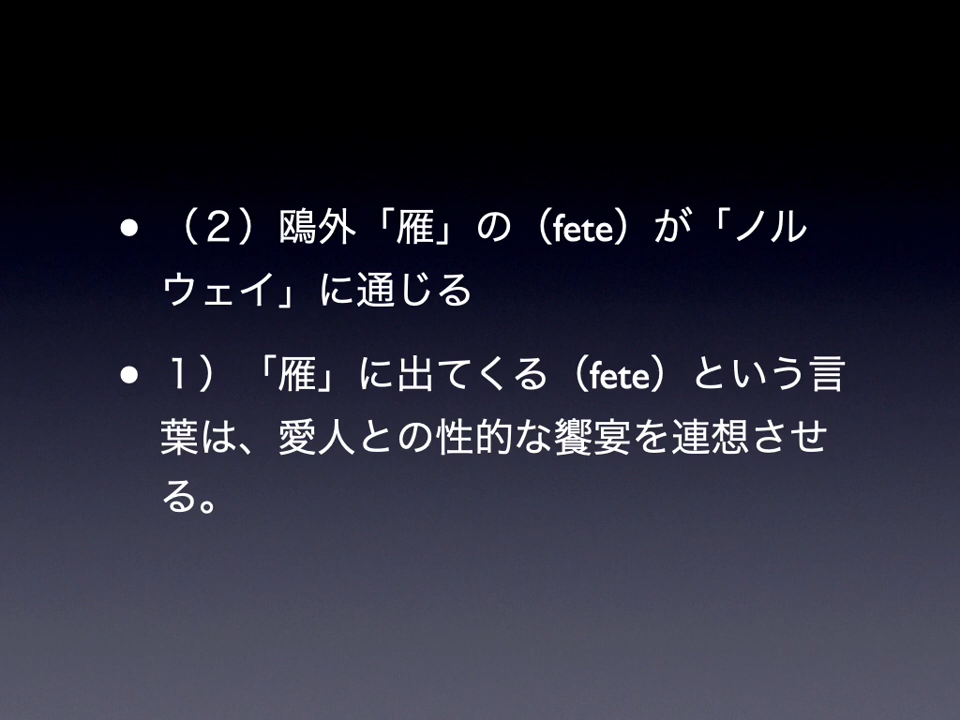 • （２）鴎外「雁」の（fete）が「ノル
ウェイ」に通じる
• １）「雁」に出てくる（fete）という言
葉は、愛人との性的な饗宴を連想させ
る。